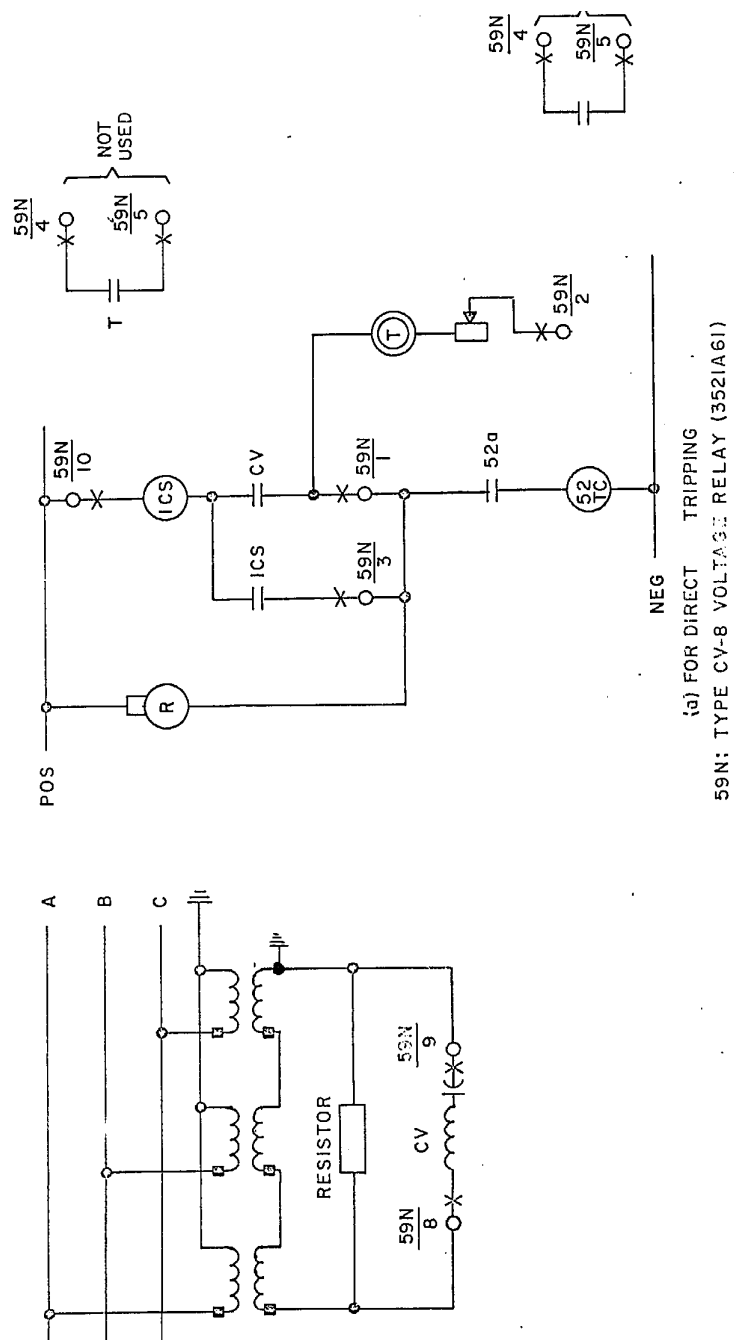 59N
4
59N
5
NOT
USED
T
59N
4
59N
5
POS
59N
10
ICS
CV
ICS
R
59N
1
59N
3
T
59N
2
52a
52
TC
NEG
(a) FOR DIRECT TRIPPING
59N: TYPE CV-8 VOLTAGE RELAY (3521A61)
A
B
C
RESISTOR
59N
8
CV
59N
9